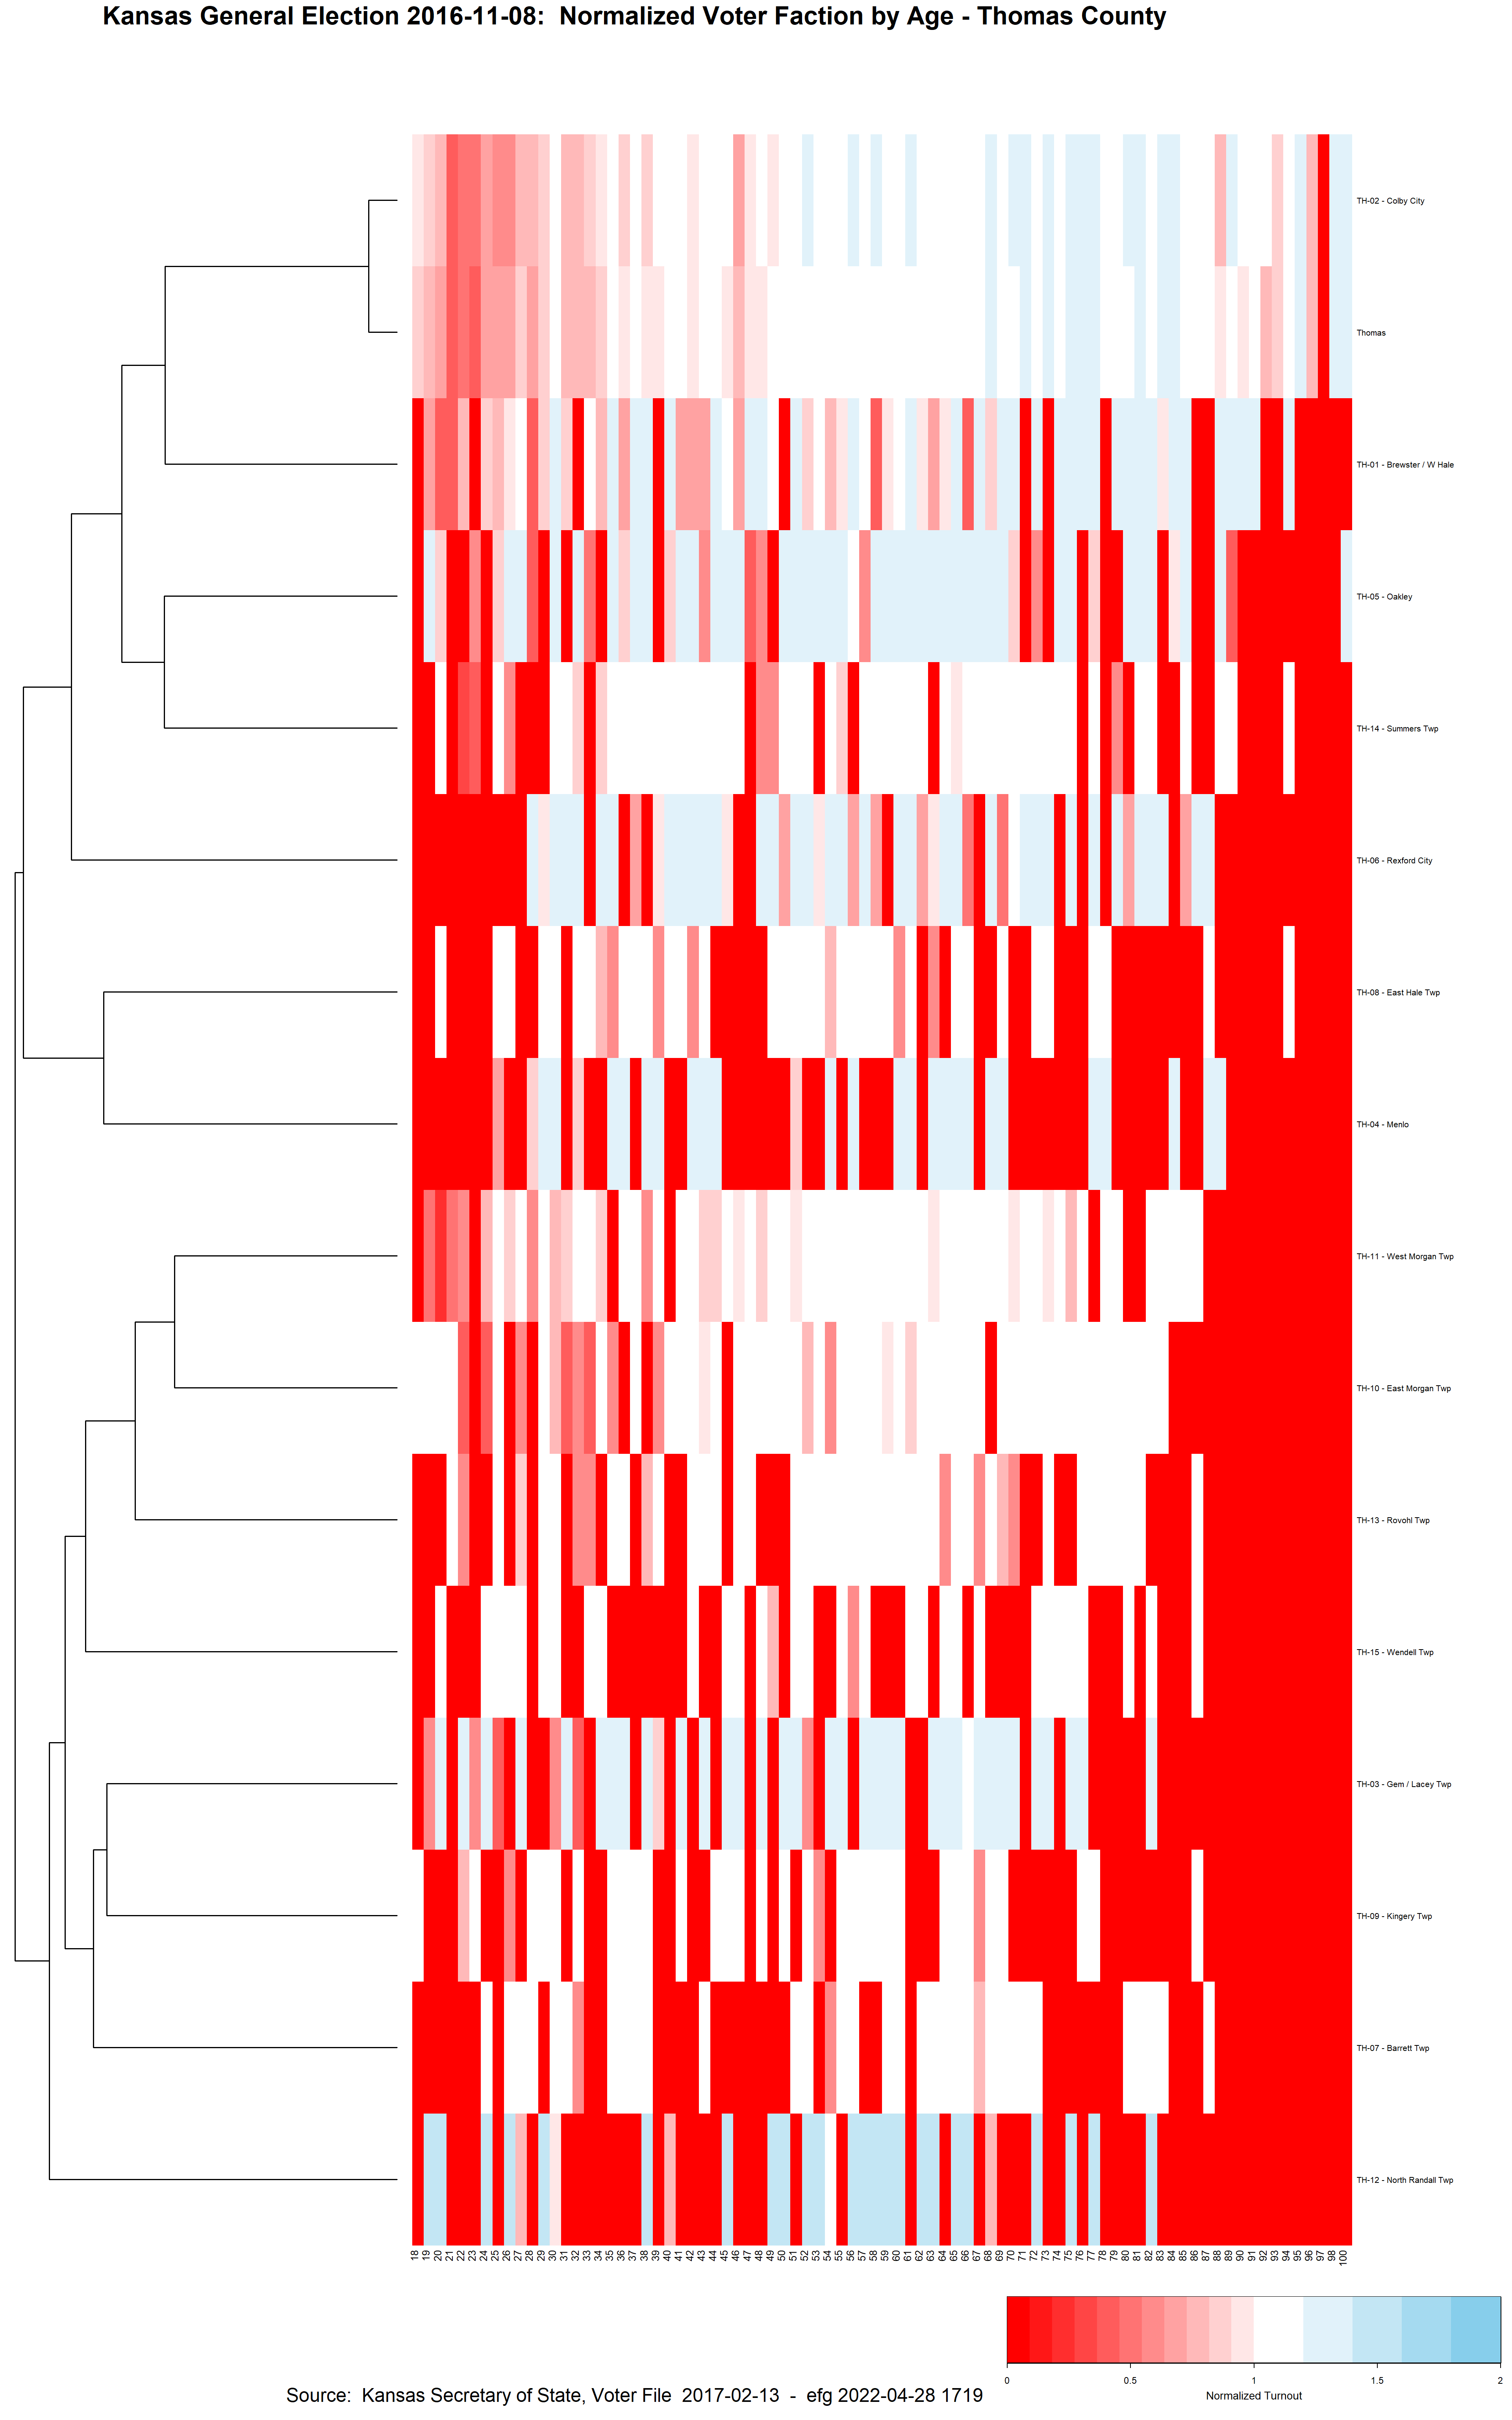 Kansas General Election 2016-11-08:  Normalized Voter Faction by Age - Thomas County
TH-02 - Colby City
Thomas
TH-01 - Brewster / W Hale
TH-05 - Oakley
TH-14 - Summers Twp
TH-06 - Rexford City
TH-08 - East Hale Twp
TH-04 - Menlo
TH-11 - West Morgan Twp
TH-10 - East Morgan Twp
TH-13 - Rovohl Twp
TH-15 - Wendell Twp
TH-03 - Gem / Lacey Twp
TH-09 - Kingery Twp
TH-07 - Barrett Twp
TH-12 - North Randall Twp
18 19 20 21 22 23 24 25 26 27 28 29 30 31 32 33 34 35 36 37 38 39 40 41 42 43 44 45 46 47 48 49 50 51 52 53 54 55 56 57 58 59 60 61 62 63 64 65 66 67 68 69 70 71 72 73 74 75 76 77 78 79 80 81 82 83 84 85 86 87 88 89 90 91 92 93 94 95 96 97 98 100
0 0.5 1 1.5 2
Normalized Turnout
Source:  Kansas Secretary of State, Voter File  2017-02-13  -  efg 2022-04-28 1719